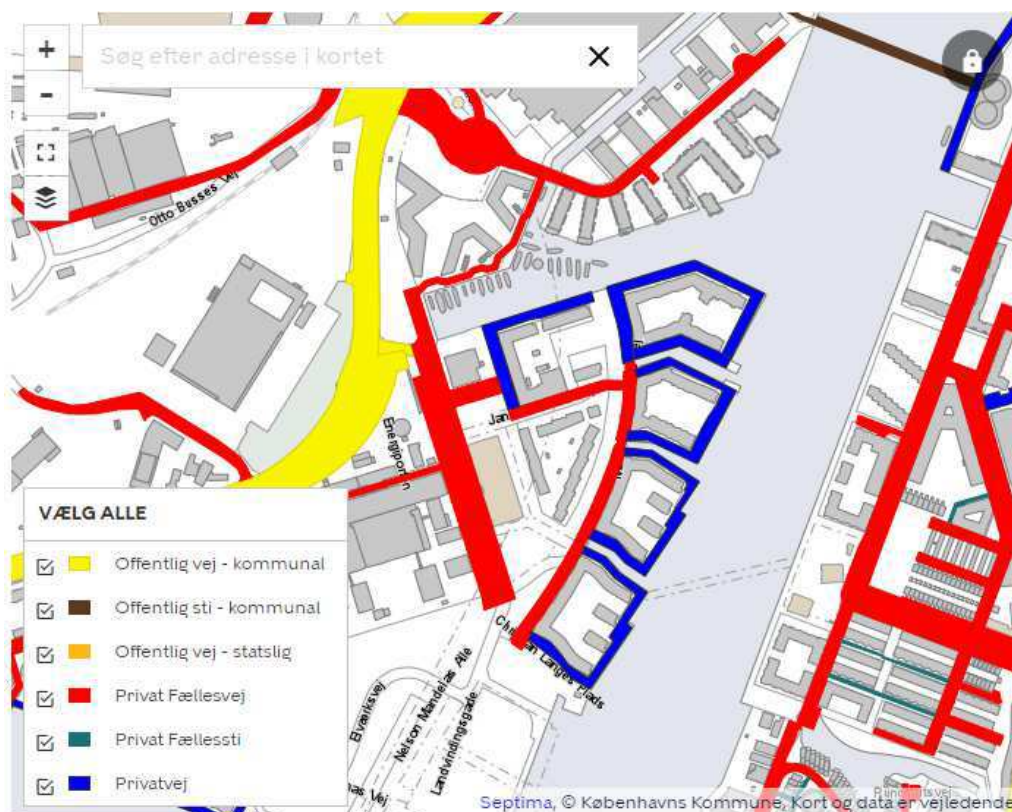 +
Søg efter adresse i kortet
-
Otto Busses Vej
Energiporten
Jan
VÆLG ALLE
Offentlig vej - kommunal
Offentlig sti - kommunal
Offentlig vej - statslig
Privat Fællesvej
Privat Fællessti
Privatvej
Langes Plads
Nelson Mandelas Allé
Elværksvej
Landvindingsgade
nas Vej
Septima, © Københavns Kommune, Kort og data er vejledende